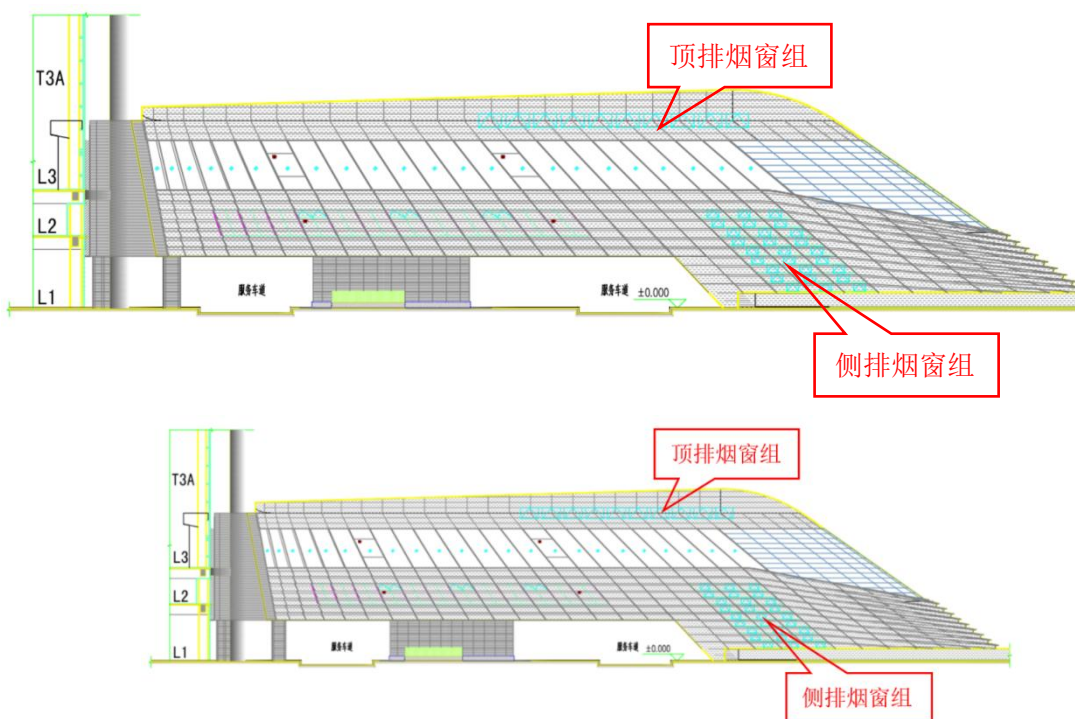 顶排烟窗组
T3A
L3
L2
L1
服务车道
服务车道
±0.000
侧排烟窗组
顶排烟窗组
T3A
L3
L2
L1
服务车道
服务车道
±0.000
侧排烟窗组